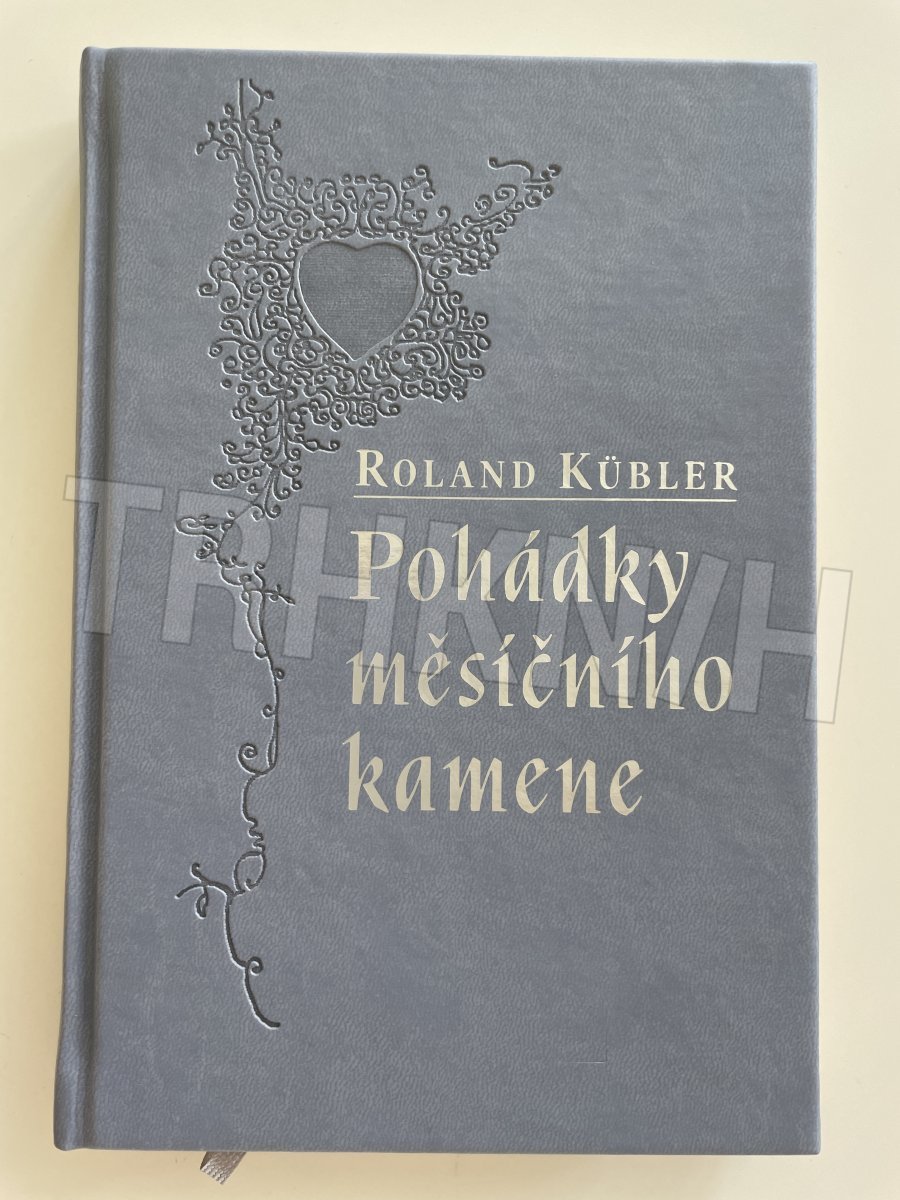 ROLAND KÜBLER
Pohádky
měsíčního
kamene
TRHKNIH